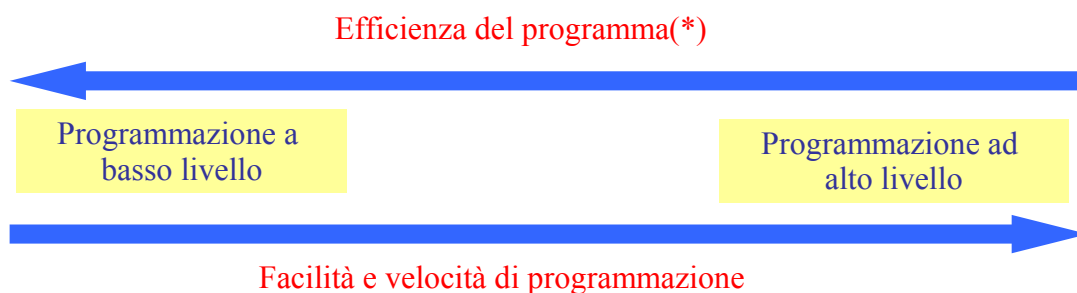 Efficienza del programma(*)
Programmazione a
basso livello
Programmazione ad
alto livello
Facilità e velocità di programmazione